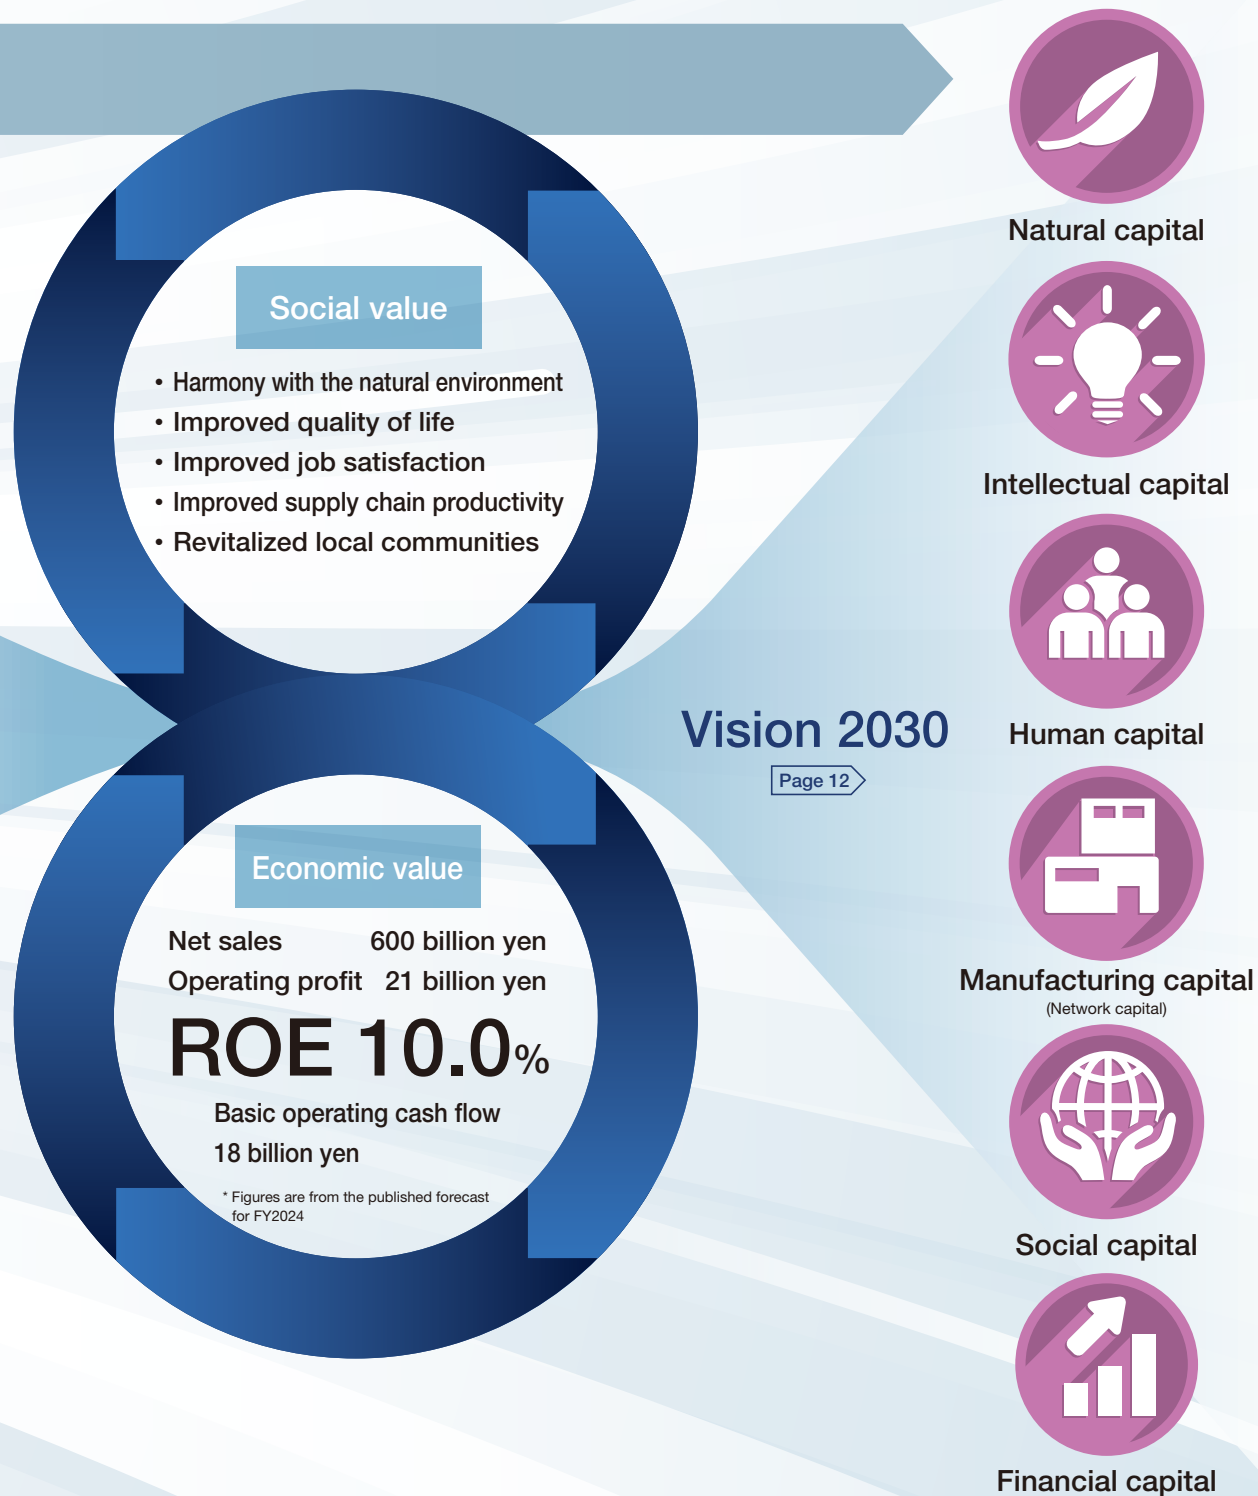 Social value
• Harmony with the natural environment
• Improved quality of life
• Improved job satisfaction
• Improved supply chain productivity
• Revitalized local communities
Economic value
Net sales 600 billion yen
Operating profit 21 billion yen
ROE 10.0%
Basic operating cash flow
18 billion yen
* Figures are from the published forecast
for FY2024
Vision 2030
Page 12
Natural capital
Intellectual capital
Human capital
Manufacturing capital
(Network capital)
Social capital
Financial capital